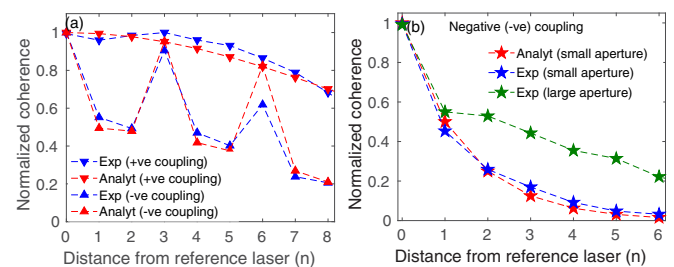 (a)
Normalized coherence
1
0.8
0.6
0.4
0.2
0
Exp (+ve coupling)
Analyt (+ve coupling)
Exp (-ve coupling)
Analyt (-ve coupling)
0 1 2 3 4 5 6 7 8
Distance from reference laser (n)
(b)
Negative (-ve) coupling
Analyt (small aperture)
Exp (small aperture)
Exp (large aperture)
Normalized coherence
1
0.8
0.6
0.4
0.2
0
0 1 2 3 4 5 6
Distance from reference laser (n)